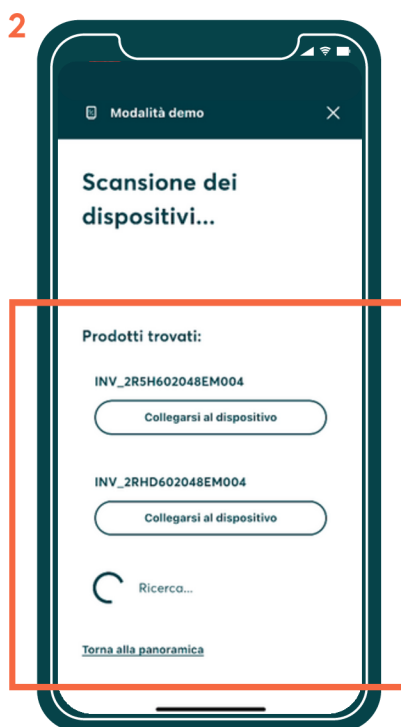 2
Modalità demo
Scansione dei
dispositivi...
Prodotti trovati:
INV_2R5H602048EM004
Collegarsi al dispositivo
INV_2RHD602048EM004
Collegarsi al dispositivo
Ricerca...
Torna alla panoramica